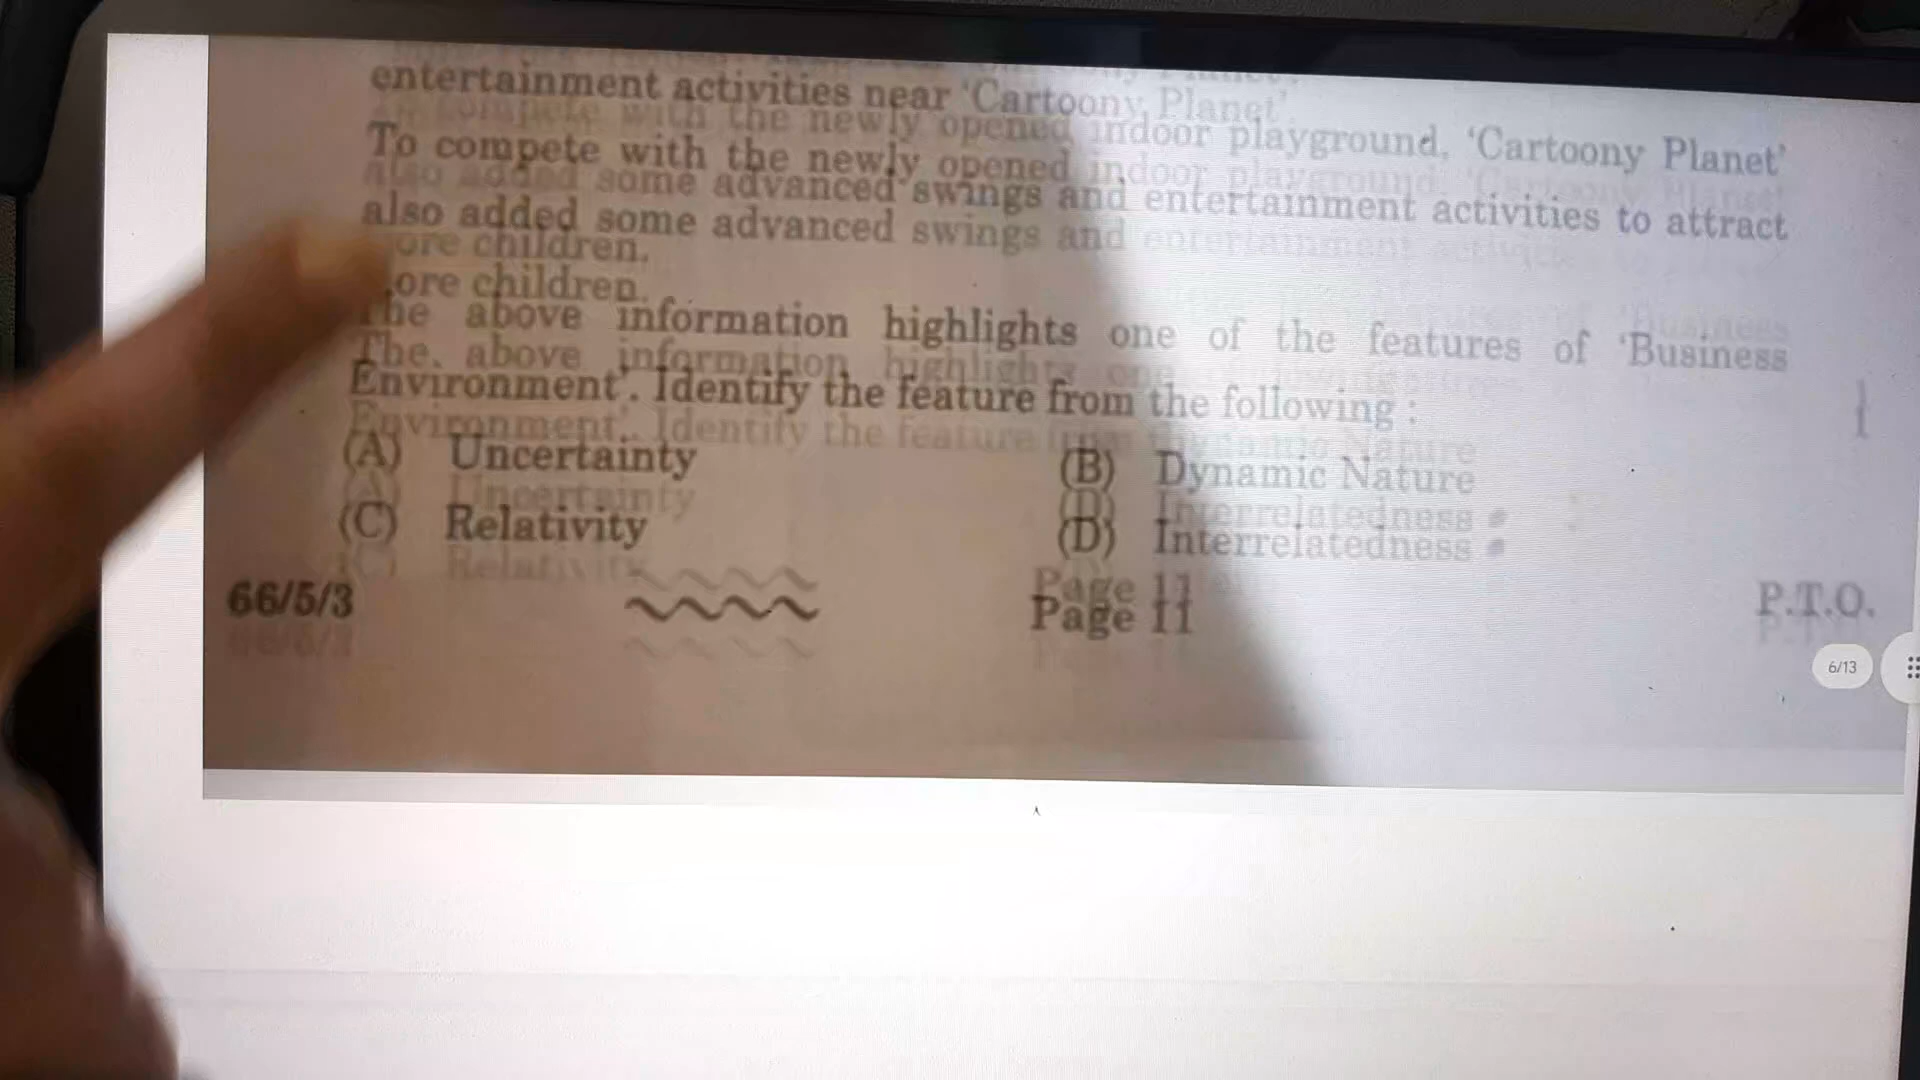 entertainment activities near 'Cartoony Planet'.
To compete with the newly opened indoor playground, 'Cartoony Planet'
also added some advanced swings and entertainment activities to attract
ore children.
The above information highlights one of the features of 'Business
Environment'. Identify the feature from the following :
(A) Uncertainty (B) Dynamic Nature
(C) Relativity (D) Interrelatedness
66/5/3 Page 11 P.T.O.
6/13